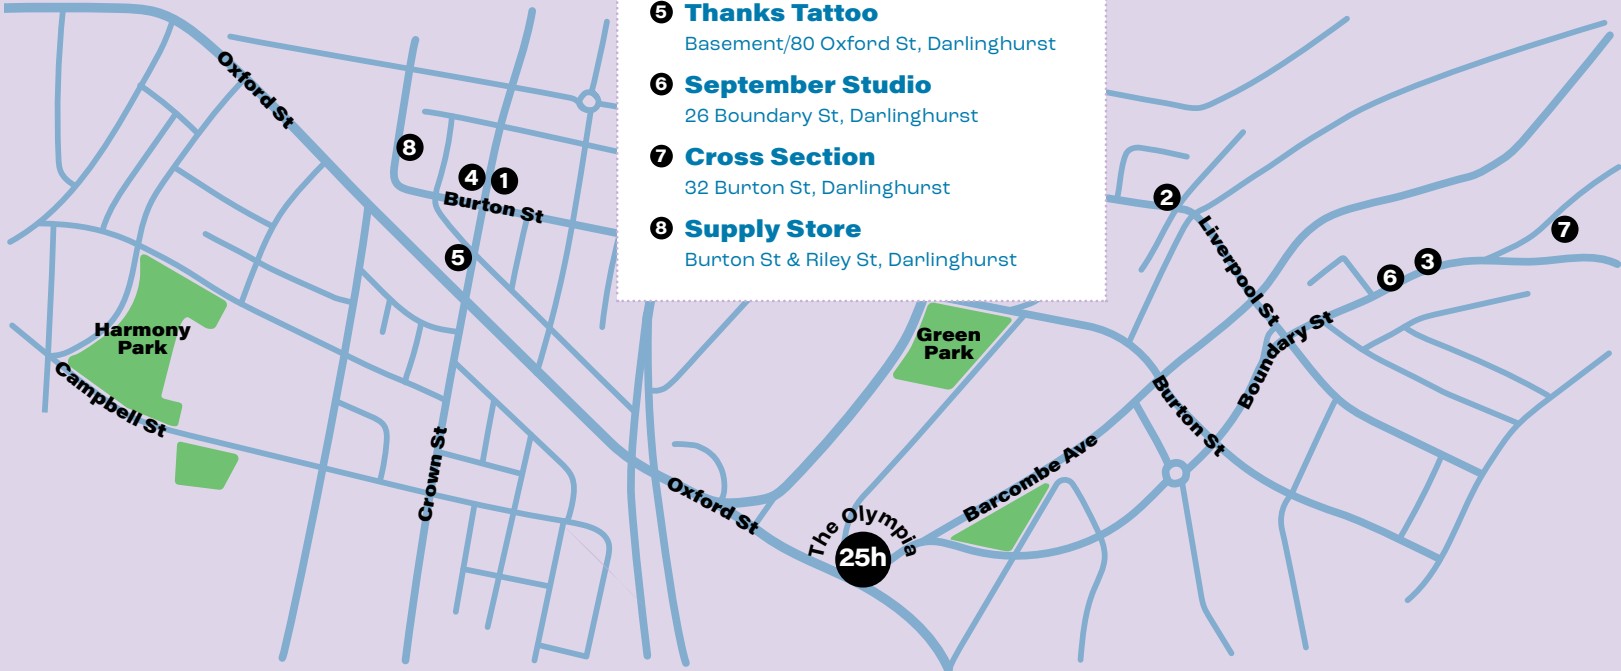 5 Thanks Tattoo
Basement/80 Oxford St, Darlinghurst
6 September Studio
26 Boundary St, Darlinghurst
7 Cross Section
32 Burton St, Darlinghurst
8 Supply Store
Burton St & Riley St, Darlinghurst
Oxford St
8
4
1
Burton St
5
2
Liverpool St
7
3
6
Boundary St
Harmony
Park
Green
Park
Campbell St
Crown St
Burton St
Barcombe Ave
Oxford St
The Olympia
25h